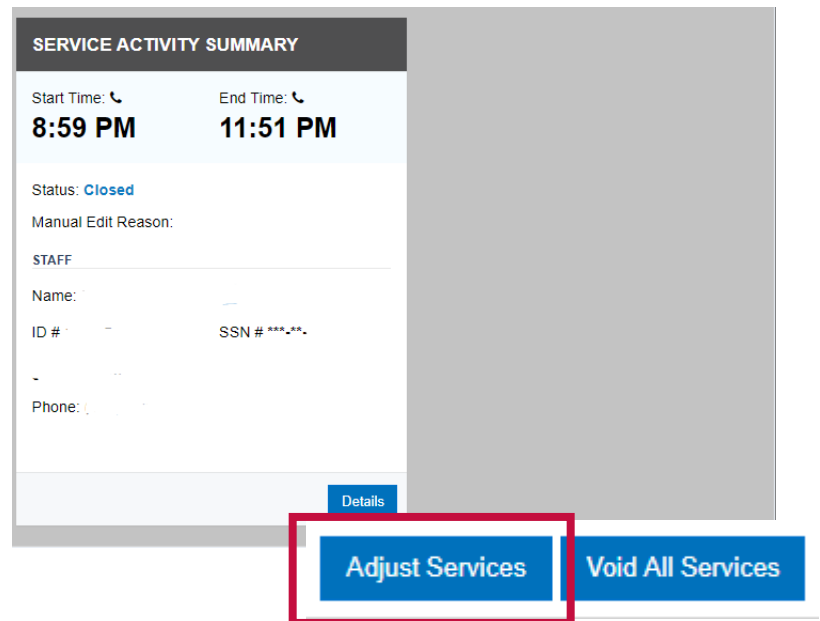 SERVICE ACTIVITY SUMMARY
Start Time: End Time:
8:59 PM 11:51 PM
Status: Closed
Manual Edit Reason:
STAFF
Name:
ID # SSN # ***-**-
-
Phone:
Details
Adjust Services Void All Services